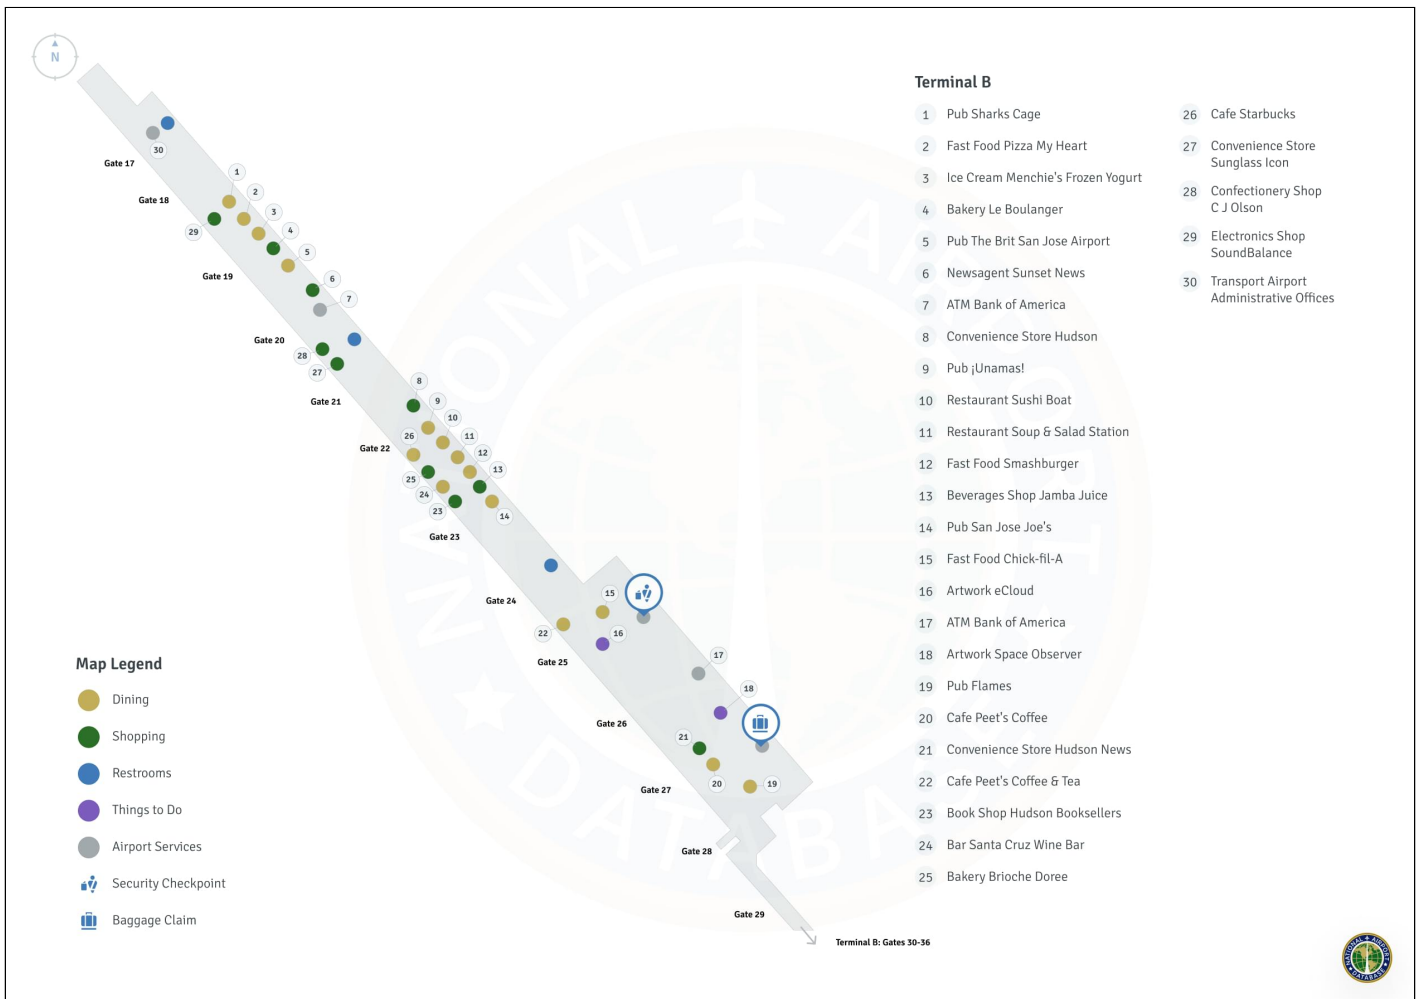 N
30
Gate 17
1
Gate 18
2
3
29
4
5
Gate 19
6
7
Gate 20
28
27
8
Gate 21
9
10
26
11
Gate 22
12
13
25
24
23
14
Gate 23
15
Gate 24
22
16
17
Gate 25
18
Gate 26
21
20
19
Gate 27
Gate 28
Gate 29
Terminal B: Gates 30-36
Map Legend
Dining
Shopping
Restrooms
Things to Do
Airport Services
Security Checkpoint
Baggage Claim
Terminal B
1 Pub Sharks Cage
2 Fast Food Pizza My Heart
3 Ice Cream Menchie's Frozen Yogurt
4 Bakery Le Boulanger
5 Pub The Brit San Jose Airport
6 Newsagent Sunset News
7 ATM Bank of America
8 Convenience Store Hudson
9 Pub ¡Unamas!
10 Restaurant Sushi Boat
11 Restaurant Soup & Salad Station
12 Fast Food Smashburger
13 Beverages Shop Jamba Juice
14 Pub San Jose Joe's
15 Fast Food Chick-fil-A
16 Artwork eCloud
17 ATM Bank of America
18 Artwork Space Observer
19 Pub Flames
20 Cafe Peet's Coffee
21 Convenience Store Hudson News
22 Cafe Peet's Coffee & Tea
23 Book Shop Hudson Booksellers
24 Bar Santa Cruz Wine Bar
25 Bakery Brioche Doree
26 Cafe Starbucks
27 Convenience Store
Sunglass Icon
28 Confectionery Shop
C J Olson
29 Electronics Shop
SoundBalance
30 Transport Airport
Administrative Offices
NATIONAL AIRPORT
DATABASE
NATIONAL AIRPORT
DATABASE